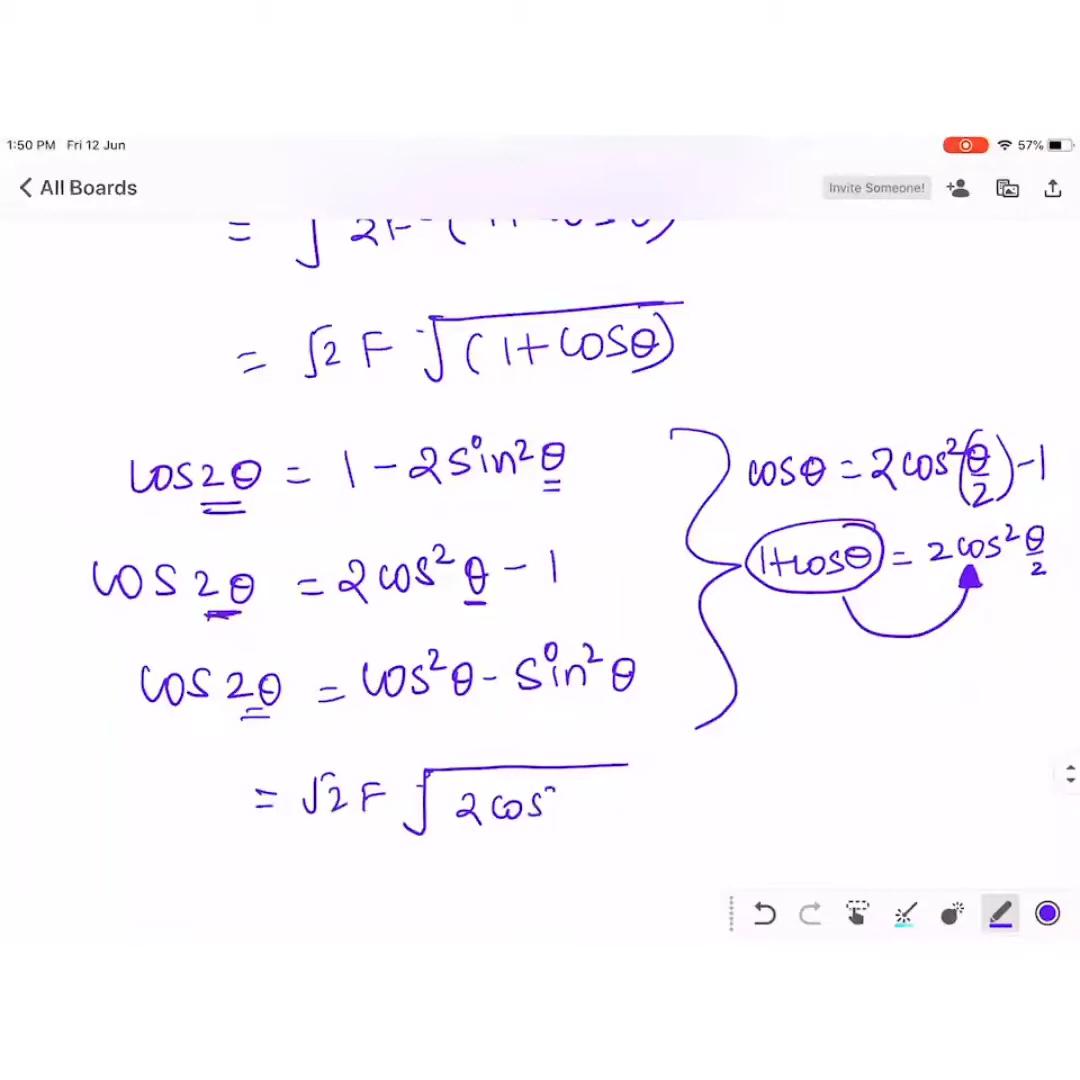 1:50 PM Fri 12 Jun
57%
All Boards
Invite Someone!
= √2 F √(1+cosθ)
cos2θ = 1 - 2sin²θ
cos2θ = 2cos²θ - 1
cos2θ = cos²θ - sin²θ
cosθ = 2cos²(θ/2) - 1
1+cosθ = 2cos²θ/2
= √2 F √2cos²